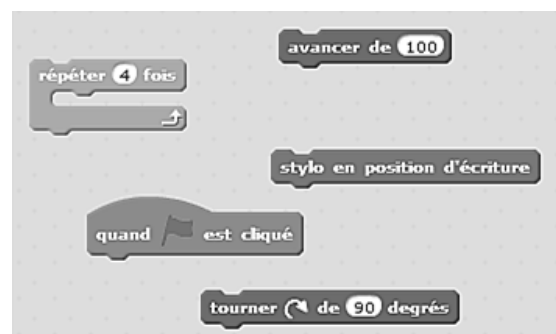 avancer de 100
répéter 4 fois
stylo en position d'écriture
quand est cliqué
tourner de 90 degrés